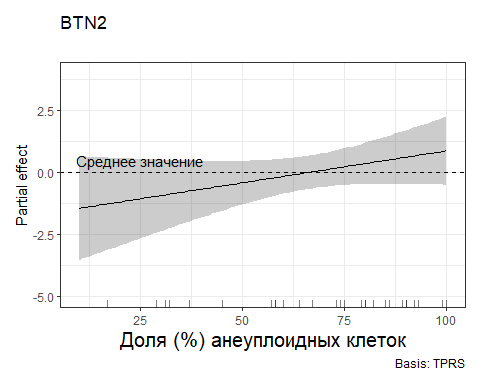 BTN2
Partial effect
2.5
Среднее значение
0.0
-2.5
-5.0
25
50
75
100
Доля (%) анеуплоидных клеток
Basis: TPRS